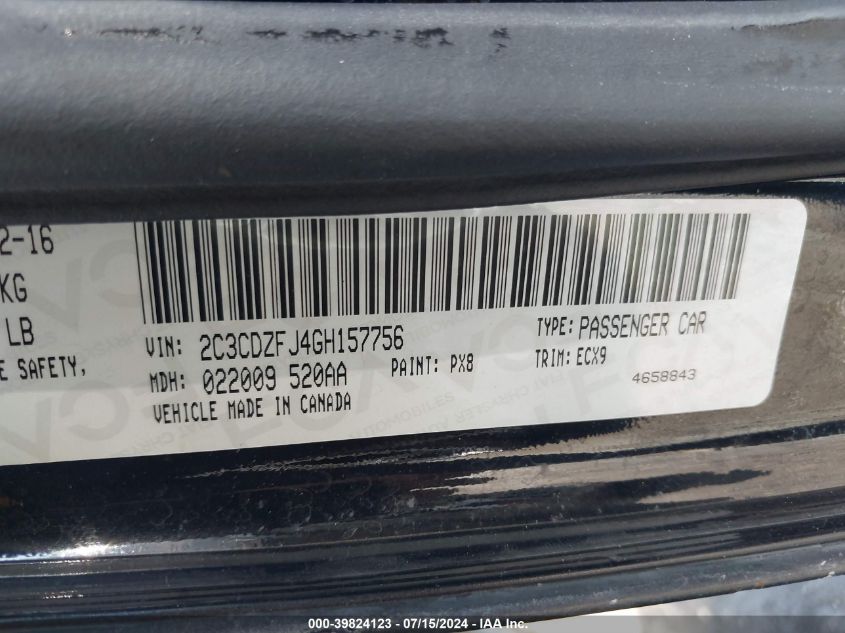 2-16
KG
LB
E SAFETY,
VIN: 2C3CDZFJ4GH157756
TYPE: PASSENGER CAR
MDH: 022009 520AA
PAINT: PX8
TRIM: ECX9
VEHICLE MADE IN CANADA
4658843
000-39824123 - 07/15/2024 - IAA Inc.